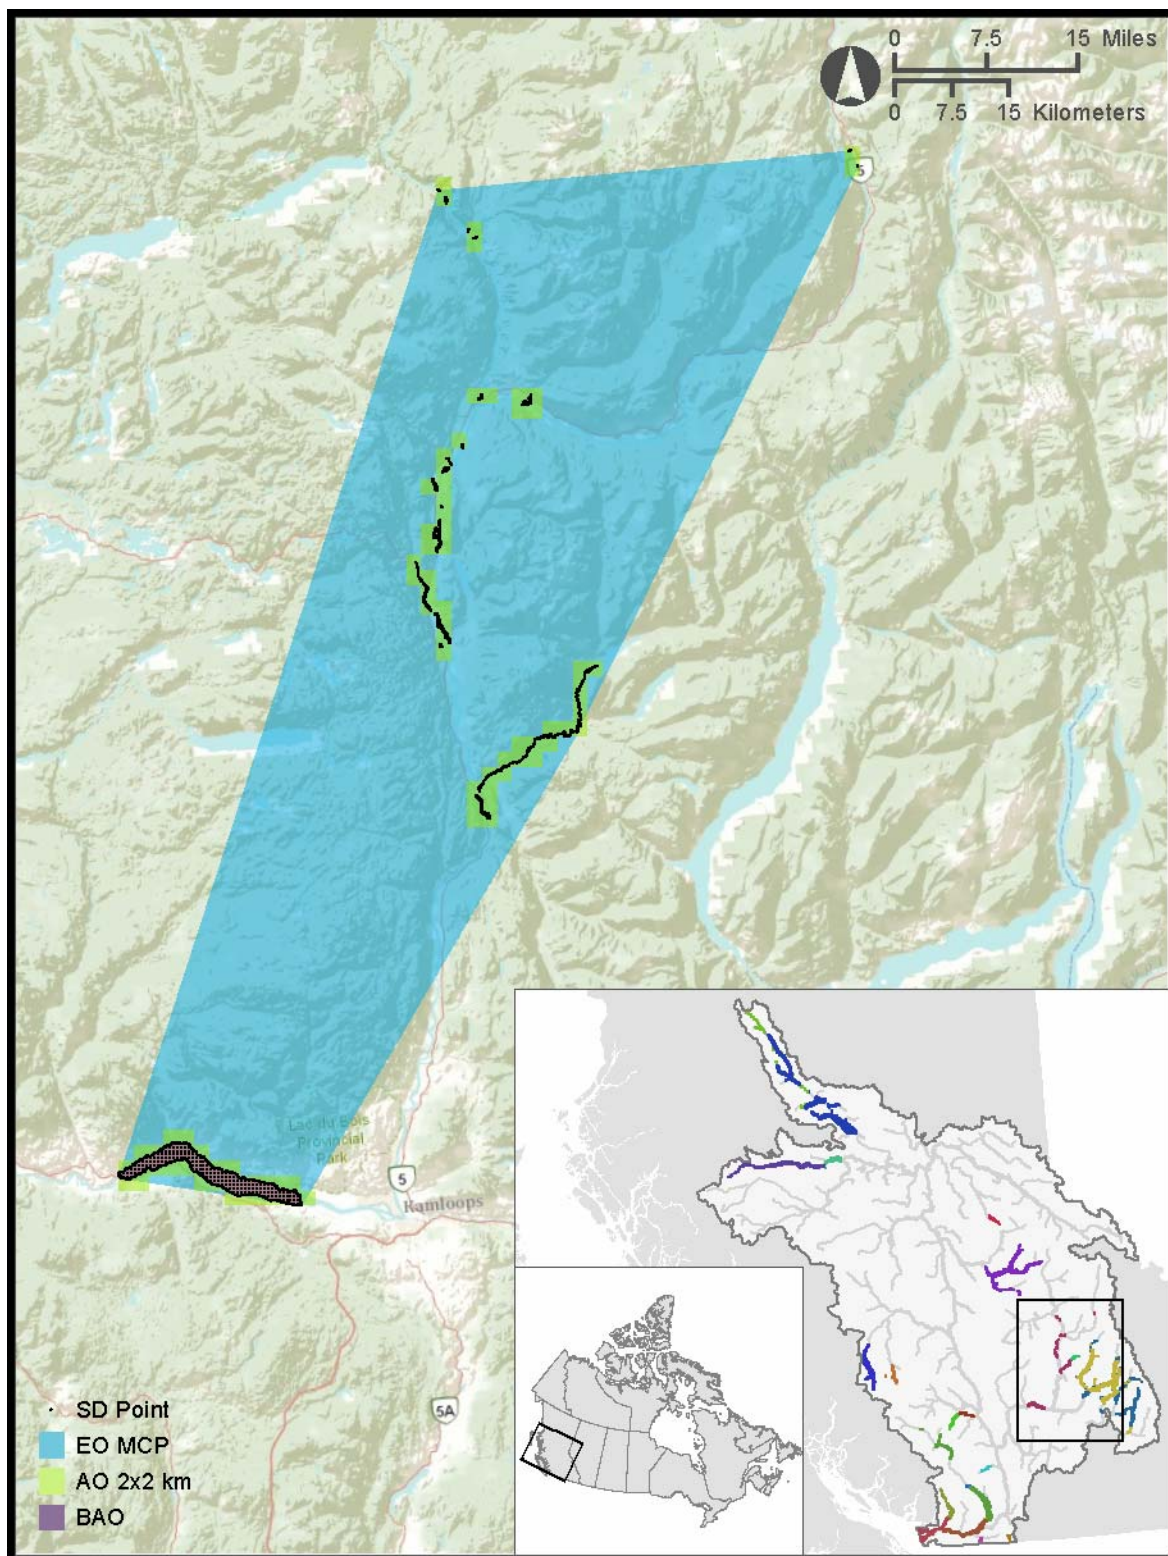 0 7.5 15 Miles
0 7.5 15 Kilometers
5
Lac du Bois
Provincial
Park
5
Kamloops
5A
SD Point
EO MCP
AO 2x2 km
BAO